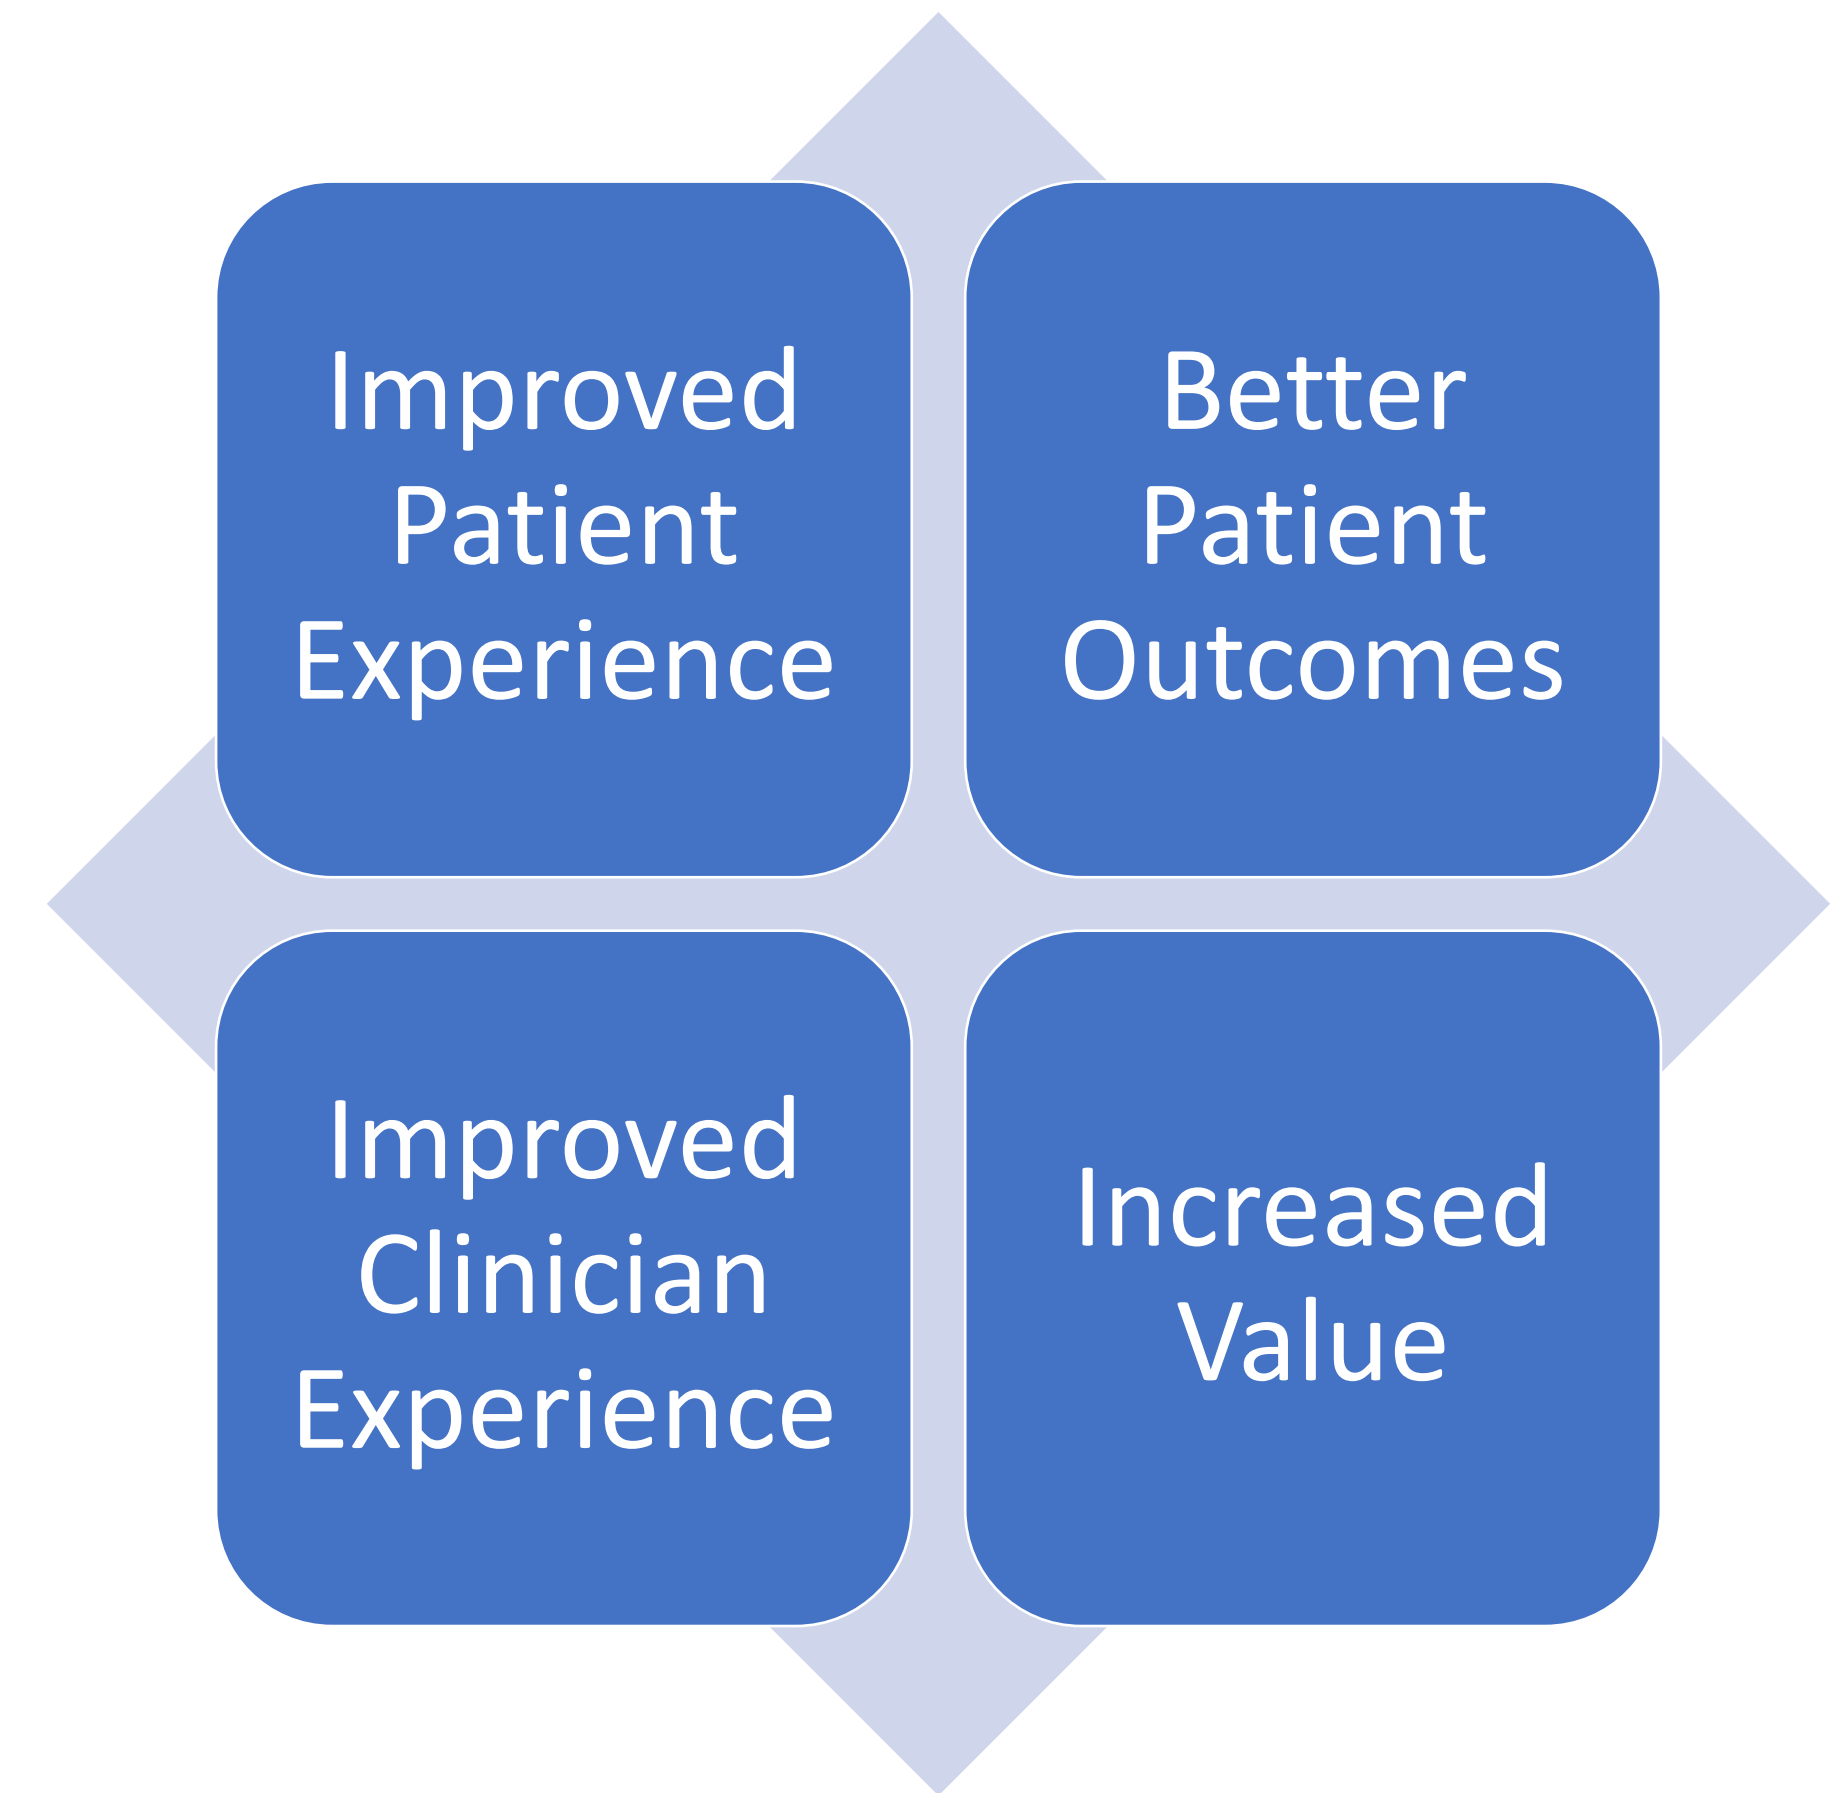 Improved
Patient
Experience
Better
Patient
Outcomes
Improved
Clinician
Experience
Increased
Value